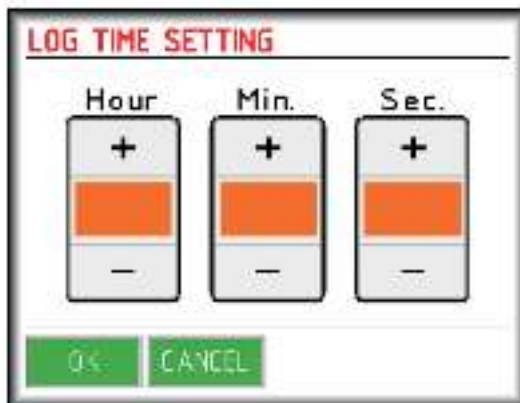 LOG TIME SETTING
Hour Min. Sec.
+ + +
- - -
OK CANCEL